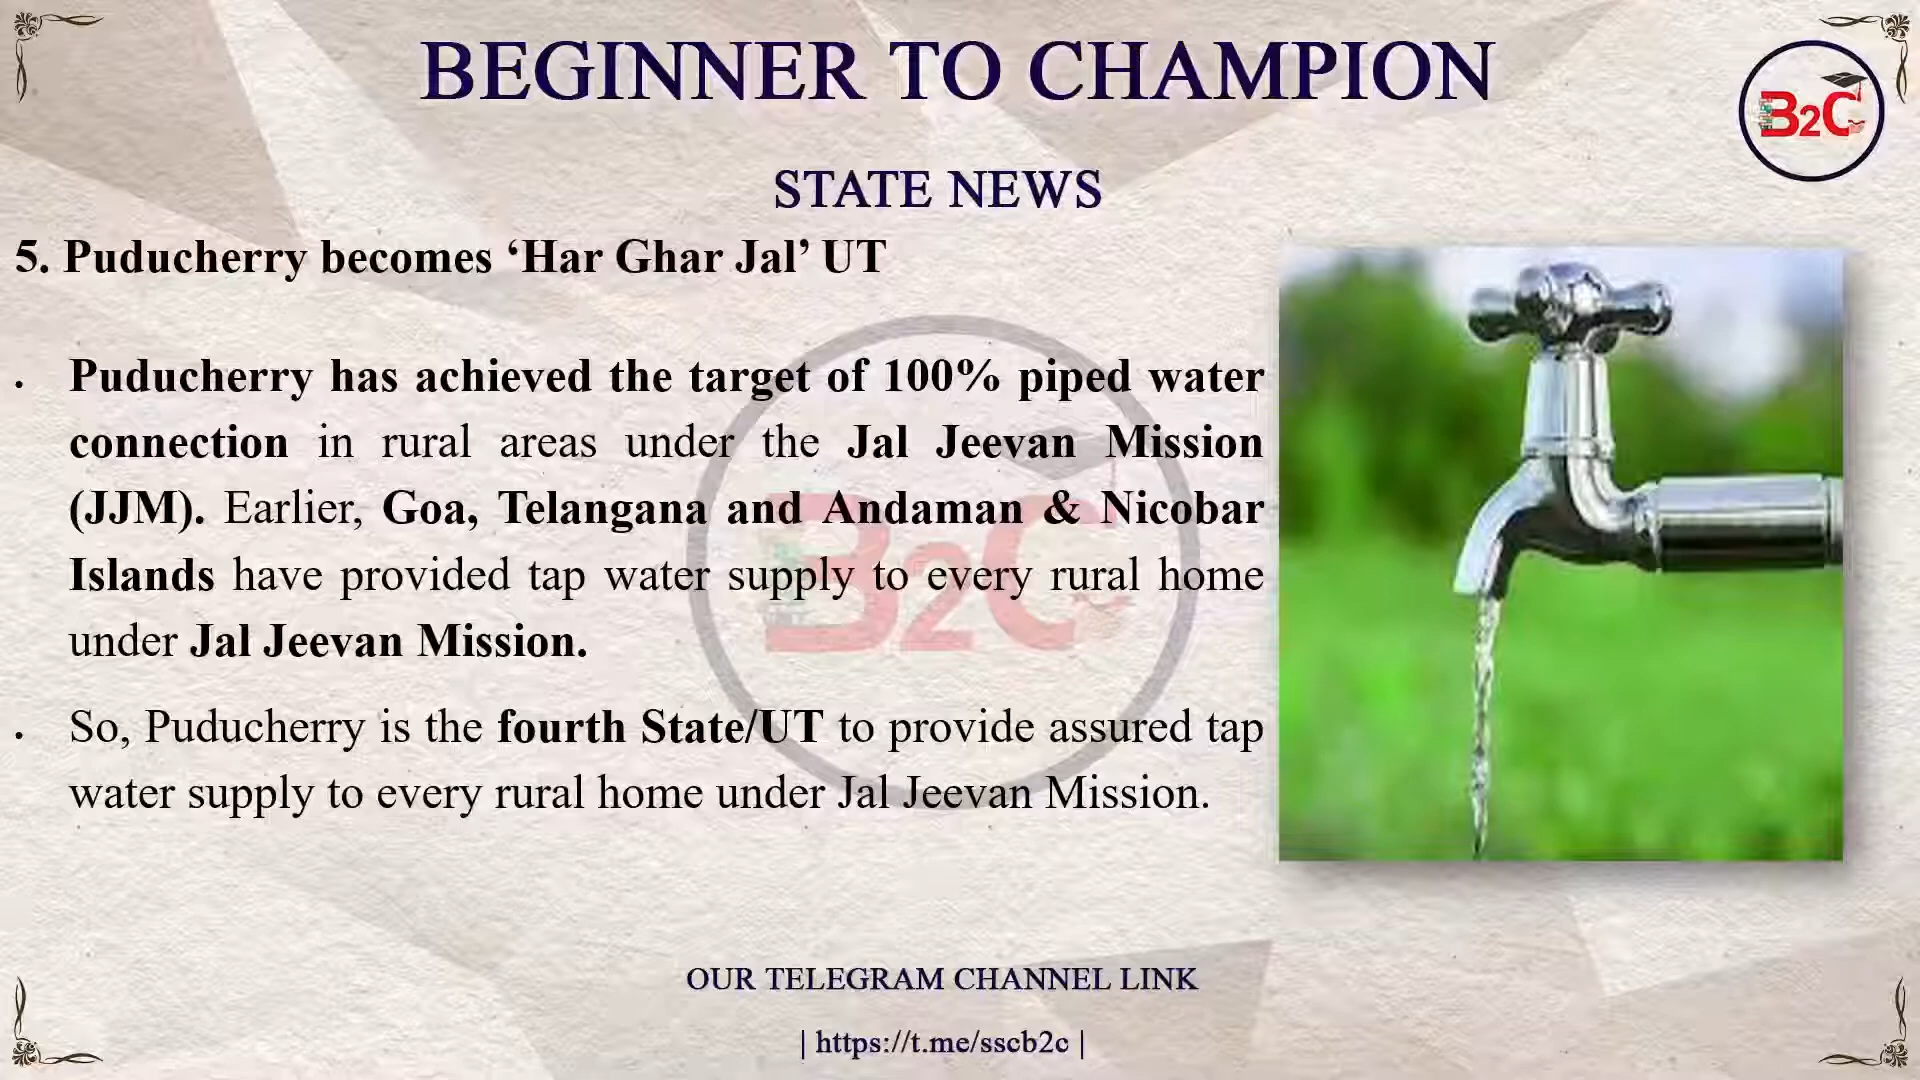 BEGINNER TO CHAMPION
B2C
STATE NEWS
5. Puducherry becomes ‘Har Ghar Jal’ UT
• Puducherry has achieved the target of 100% piped water
connection in rural areas under the Jal Jeevan Mission
(JJM). Earlier, Goa, Telangana and Andaman & Nicobar
Islands have provided tap water supply to every rural home
under Jal Jeevan Mission.
• So, Puducherry is the fourth State/UT to provide assured tap
water supply to every rural home under Jal Jeevan Mission.
B2C
OUR TELEGRAM CHANNEL LINK
| https://t.me/sscb2c |